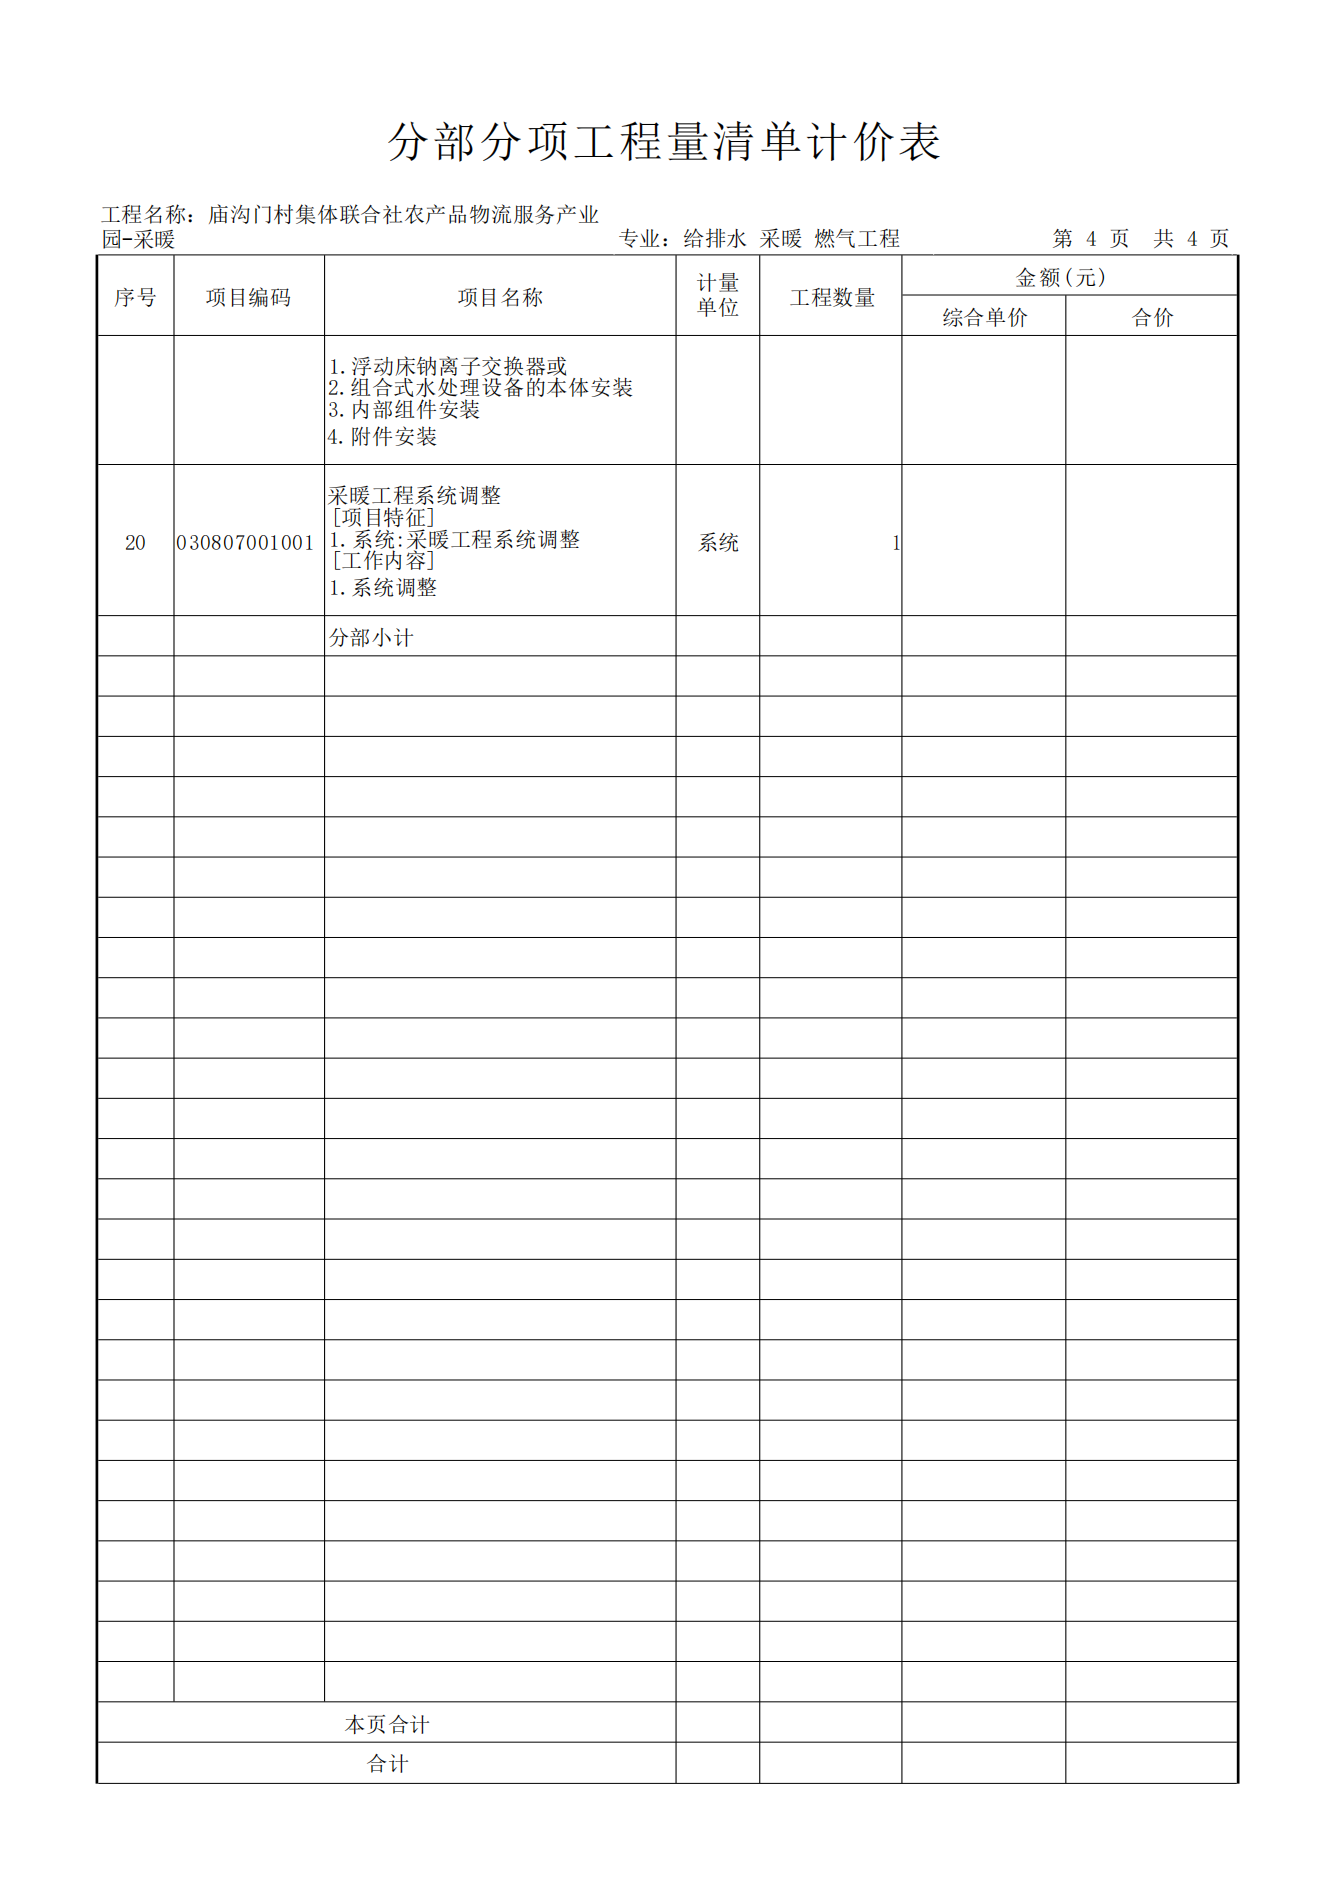 分部分项工程量清单计价表
工程名称：庙沟门村集体联合社农产品物流服务产业
园-采暖
专业：给排水 采暖 燃气工程
第 4 页 共 4 页
序号
项目编码
项目名称
计量
单位
工程数量
金额(元)
综合单价
合价
1.浮动床钠离子交换器或
2.组合式水处理设备的本体安装
3.内部组件安装
4.附件安装
20
030807001001
采暖工程系统调整
[项目特征]
1.系统:采暖工程系统调整
[工作内容]
1.系统调整
系统
1
分部小计
本页合计
合计